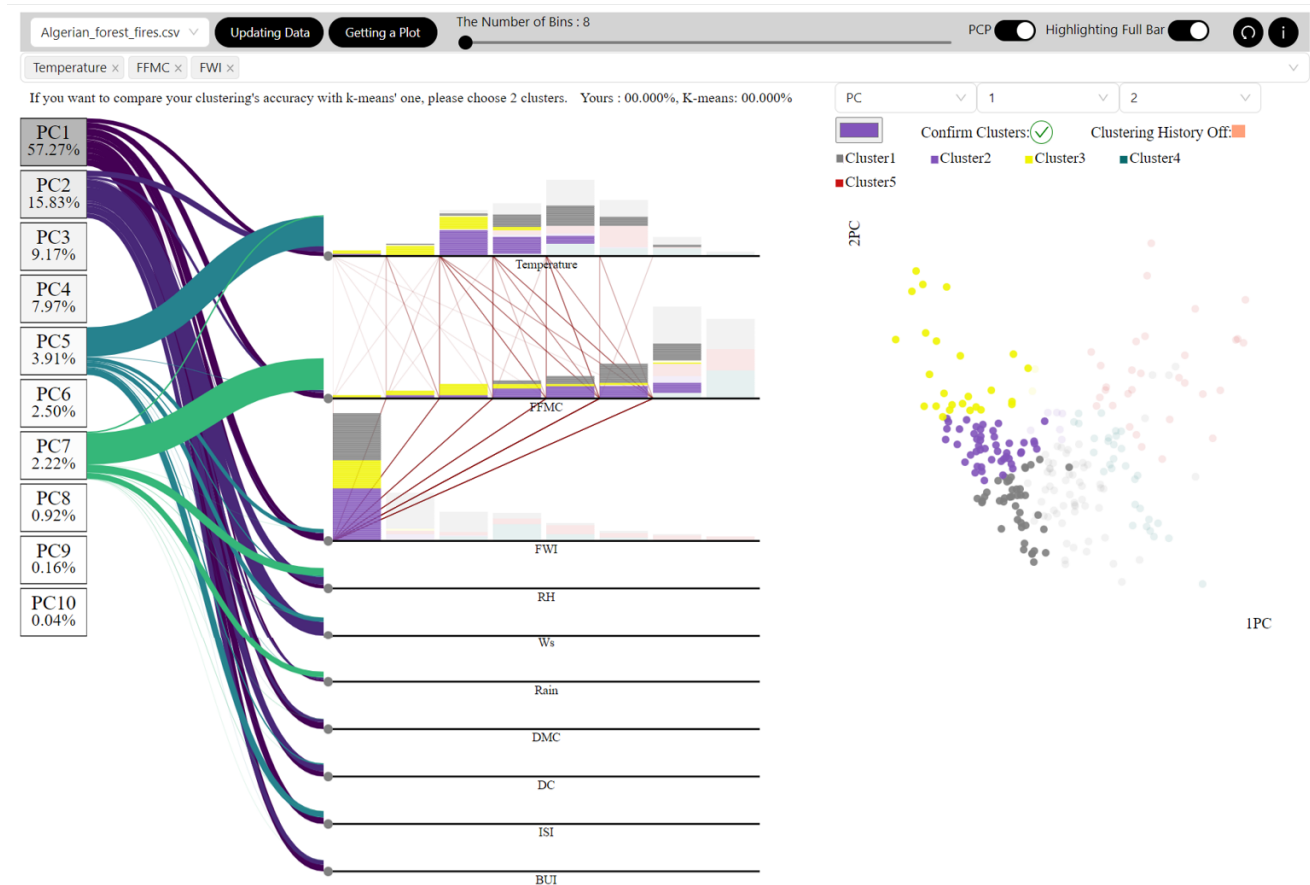 Algerian_forest_fires.csv Updating Data Getting a Plot The Number of Bins : 8 PCP Highlighting Full Bar i
Temperature × FFMC × FWI ×
If you want to compare your clustering's accuracy with k-means' one, please choose 2 clusters. Yours : 00.000%, K-means: 00.000%
PC 1 2
Confirm Clusters: Clustering History Off:
Cluster1 Cluster2 Cluster3 Cluster4
Cluster5
PC1
57.27%
PC2
15.83%
PC3
9.17%
PC4
7.97%
PC5
3.91%
PC6
2.50%
PC7
2.22%
PC8
0.92%
PC9
0.16%
PC10
0.04%
Temperature
FFMC
FWI
RH
Ws
Rain
DMC
DC
ISI
BUI
2PC
1PC